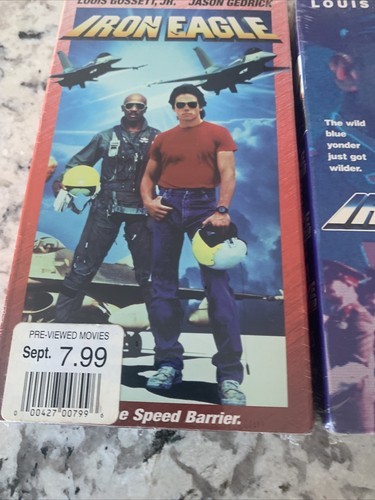 LOUIS GOSSETT, JR. JASON GEDRICK
IRON EAGLE
PRE-VIEWED MOVIES
Sept. 7.99
0 00427 00799 9
e Speed Barrier.
LOUIS
The wild
blue
yonder
just got
wilder.